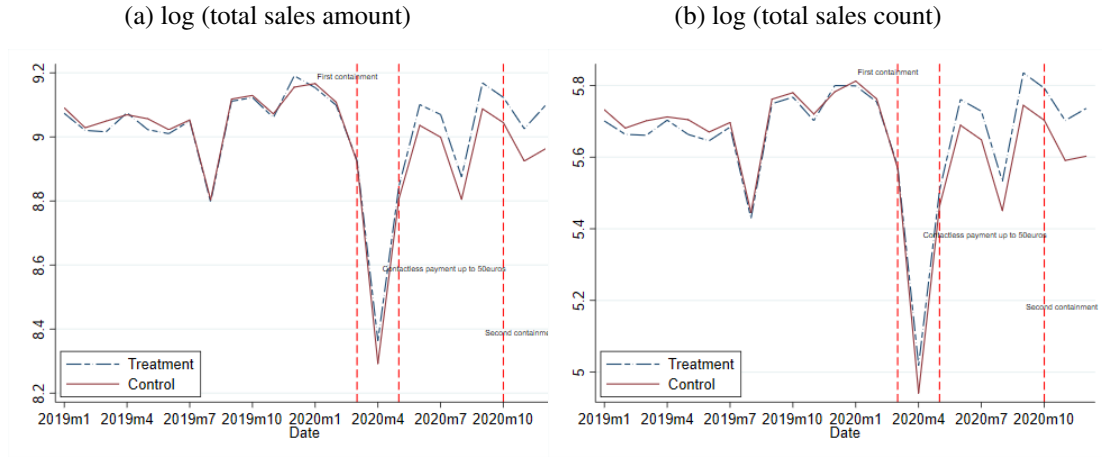 (a) log (total sales amount)
(b) log (total sales count)
9.2
9
8.8
8.6
8.4
8.2
First containment
Contactless payment up to 50euros
Second containme
Treatment
Control
2019m1 2019m4 2019m7 2019m10 2020m1 2020m4 2020m7 2020m10
Date
5.8
5.6
5.4
5.2
5
First containment
Contactless payment up to 50euros
Second containment
Treatment
Control
2019m1 2019m4 2019m7 2019m10 2020m1 2020m4 2020m7 2020m10
Date